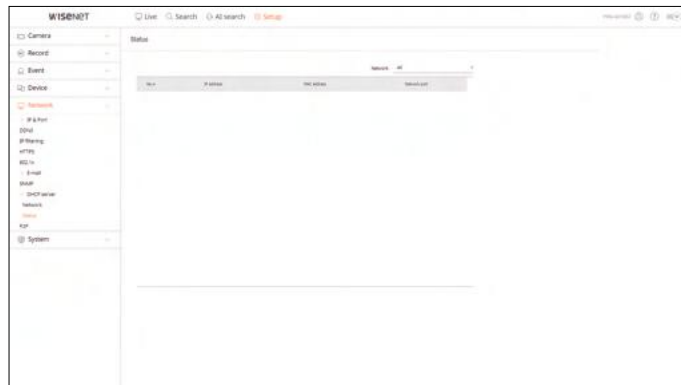 WISENET
Live Search AI search Setup
Camera
Record
Event
Device
Network
IP & Port
DDNS
IP filtering
HTTPS
802.1x
E-mail
SNMP
DHCP server
Network
Status
P2P
System
Status
Network All
IP address MAC address Network port